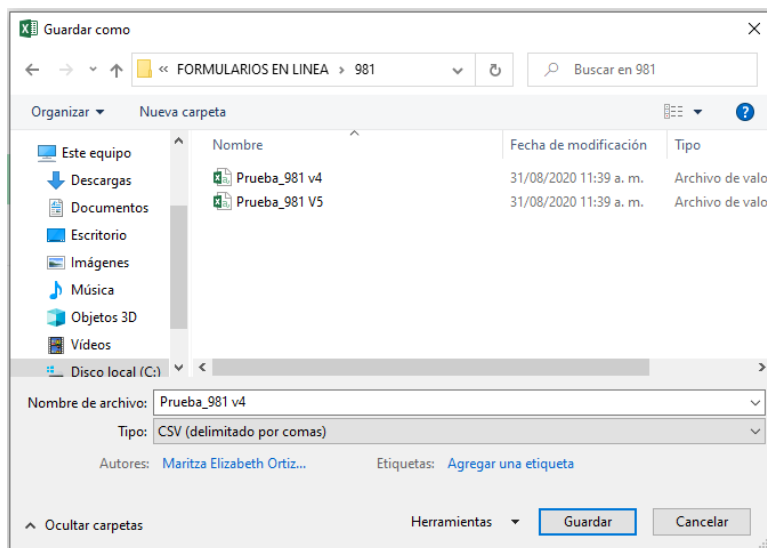 Guardar como
« FORMULARIOS EN LINEA › 981
Buscar en 981
Organizar
Nueva carpeta
Nombre
Fecha de modificación
Tipo
Este equipo
Descargas
Documentos
Escritorio
Imágenes
Música
Objetos 3D
Vídeos
Disco local (C:)
Prueba_981 v4
31/08/2020 11:39 a. m.
Archivo de valo
Prueba_981 V5
31/08/2020 11:39 a. m.
Archivo de valo
Nombre de archivo: Prueba_981 v4
Tipo: CSV (delimitado por comas)
Autores: Maritza Elizabeth Ortiz...
Etiquetas: Agregar una etiqueta
Ocultar carpetas
Herramientas
Guardar
Cancelar